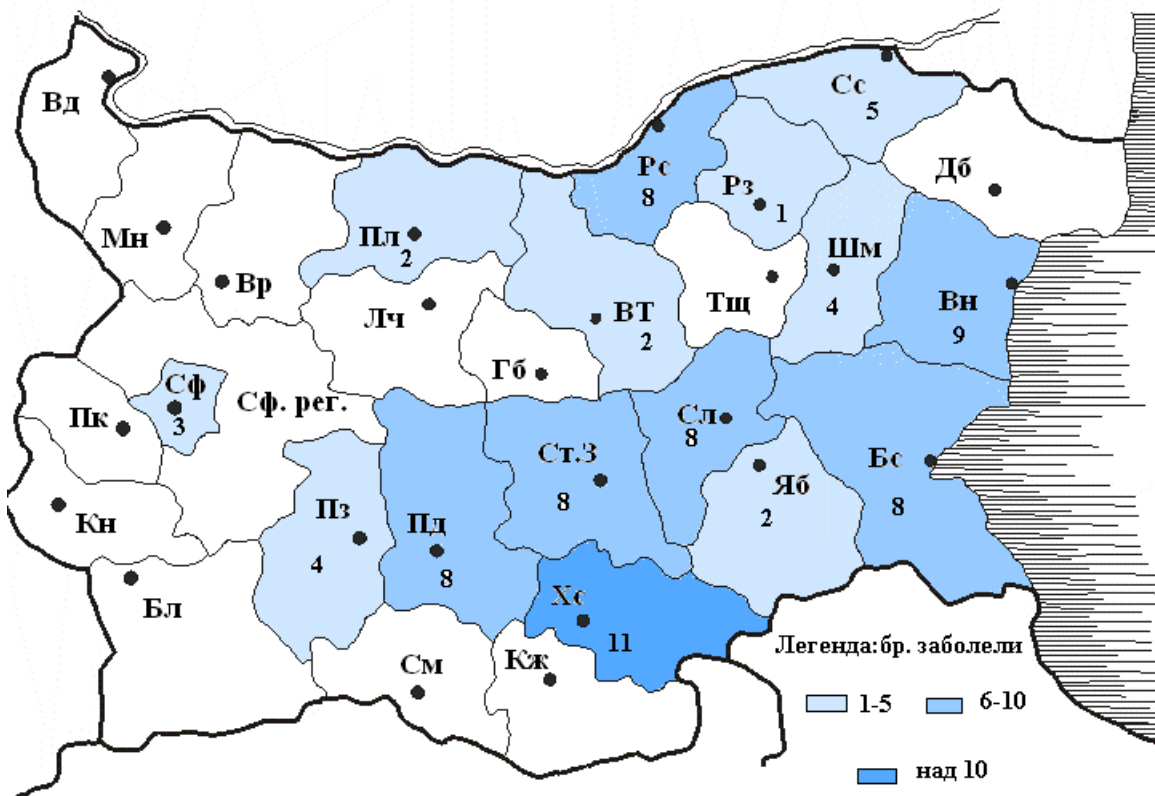 Вд
Сс
5
Рс
8
Рз
1
Дб
Мн
Пл
2
Шм
4
Вр
Лч
ВТ
2
Тщ
Вн
9
Гб
Сф
3
Сф. рег.
Пк
Сл
8
Ст.З
8
Бс
8
Яб
2
Кн
Пз
4
Пд
8
Бл
Хс
11
См
Кж
Легенда:бр. заболели
1-5
6-10
над 10